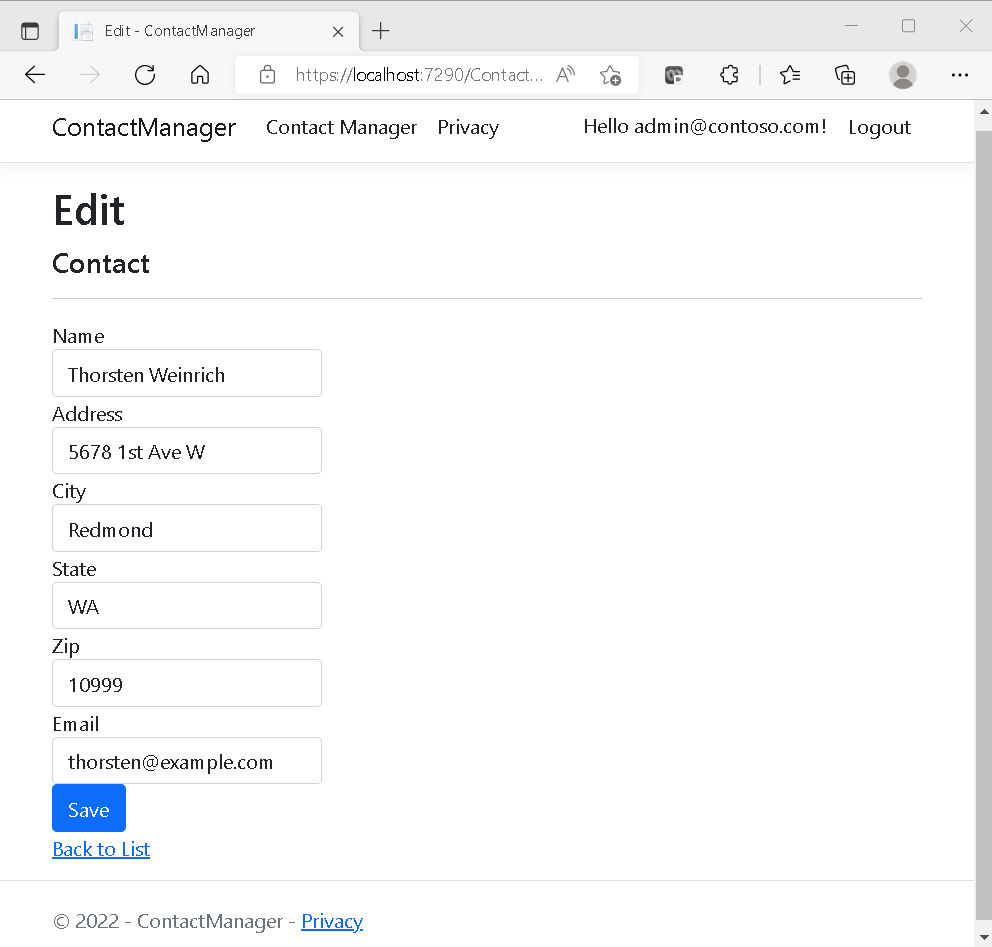 Edit - ContactManager
https://localhost:7290/Contact...
ContactManager Contact Manager Privacy Hello admin@contoso.com! Logout
Edit
Contact
Name
Thorsten Weinrich
Address
5678 1st Ave W
City
Redmond
State
WA
Zip
10999
Email
thorsten@example.com
Save
Back to List
© 2022 - ContactManager - Privacy